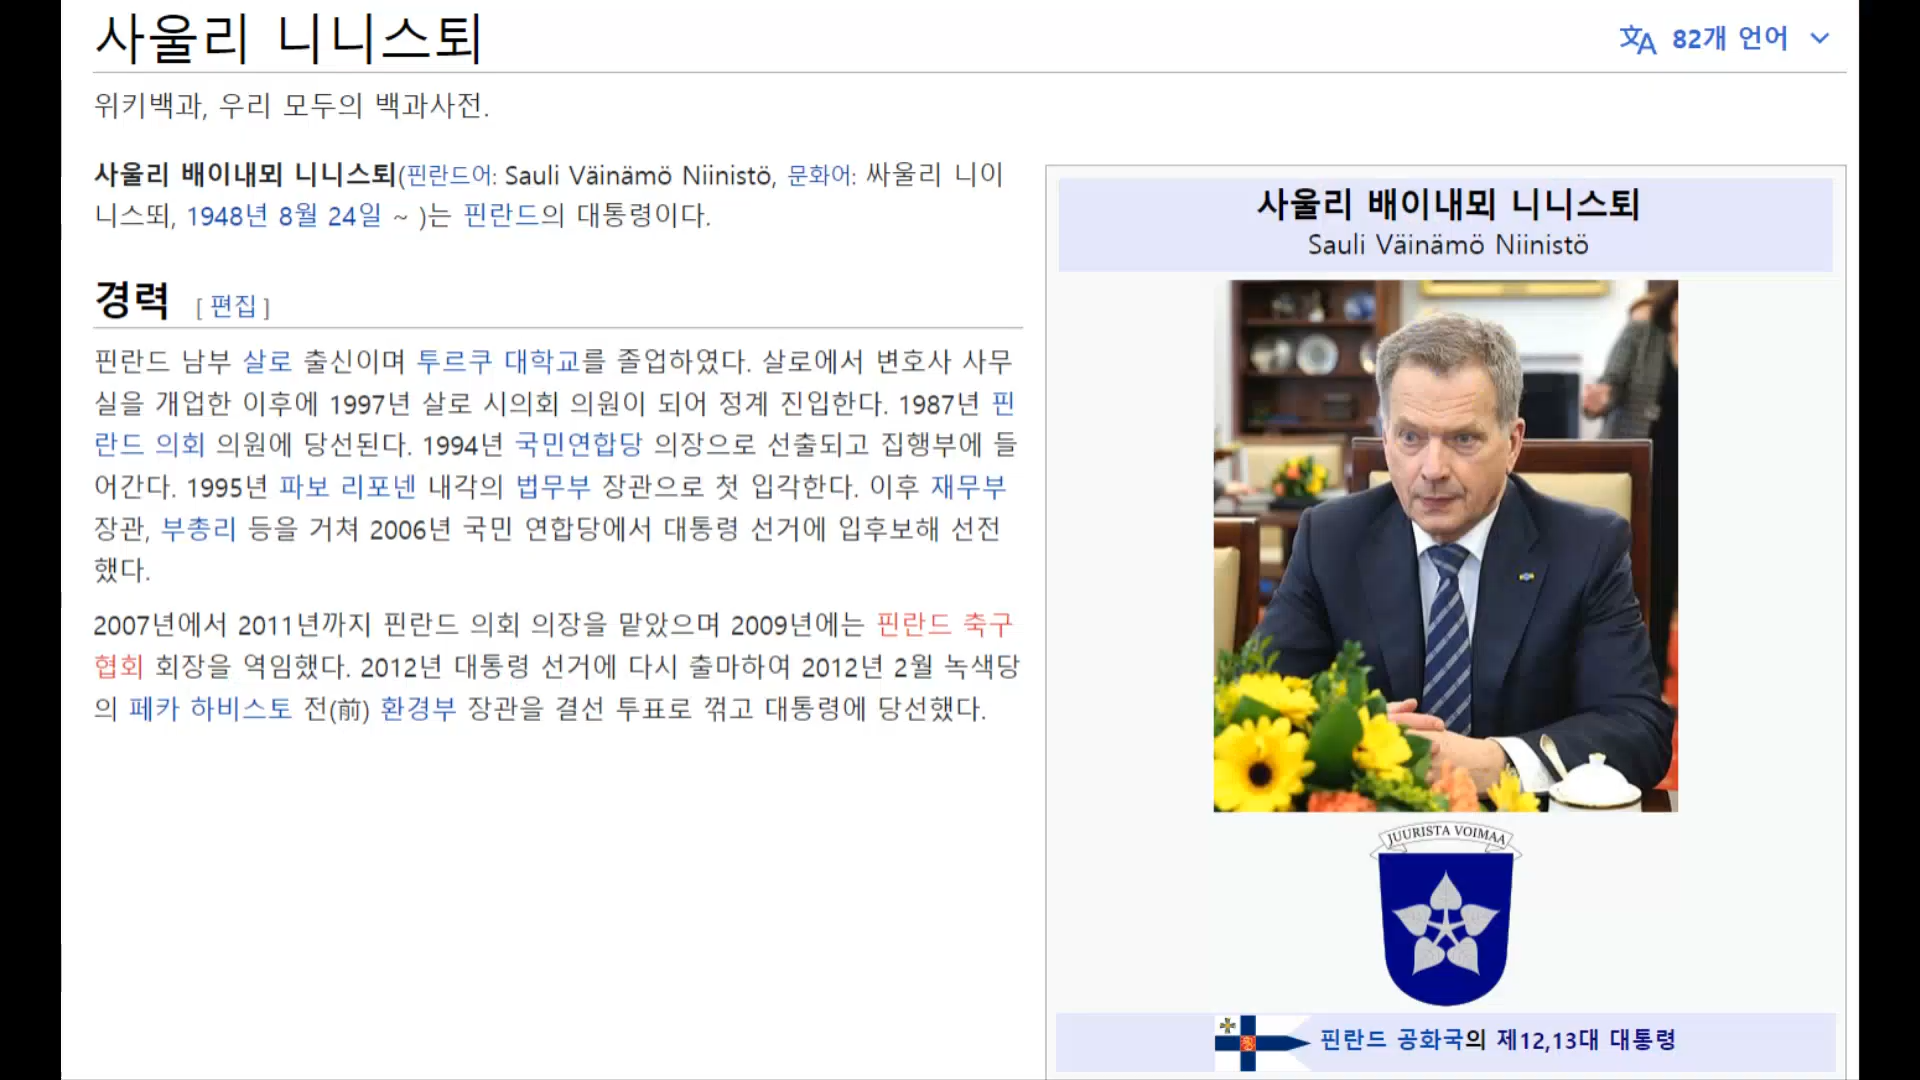 사울리 니니스퇴
82개 언어
위키백과, 우리 모두의 백과사전.
사울리 배이내뫼 니니스퇴(핀란드어: Sauli Väinämö Niinistö, 문화어: 싸울리 니이
니스뙤, 1948년 8월 24일 ~ )는 핀란드의 대통령이다.
경력 [ 편집 ]
핀란드 남부 살로 출신이며 투르쿠 대학교를 졸업하였다. 살로에서 변호사 사무
실을 개업한 이후에 1997년 살로 시의회 의원이 되어 정계 진입한다. 1987년 핀
란드 의회 의원에 당선된다. 1994년 국민연합당 의장으로 선출되고 집행부에 들
어간다. 1995년 파보 리포넨 내각의 법무부 장관으로 첫 입각한다. 이후 재무부
장관, 부총리 등을 거쳐 2006년 국민 연합당에서 대통령 선거에 입후보해 선전
했다.
2007년에서 2011년까지 핀란드 의회 의장을 맡았으며 2009년에는 핀란드 축구
협회 회장을 역임했다. 2012년 대통령 선거에 다시 출마하여 2012년 2월 녹색당
의 페카 하비스토 전(前) 환경부 장관을 결선 투표로 꺾고 대통령에 당선했다.
사울리 배이내뫼 니니스퇴
Sauli Väinämö Niinistö
JUURISTA VOIMAA
핀란드 공화국의 제12,13대 대통령